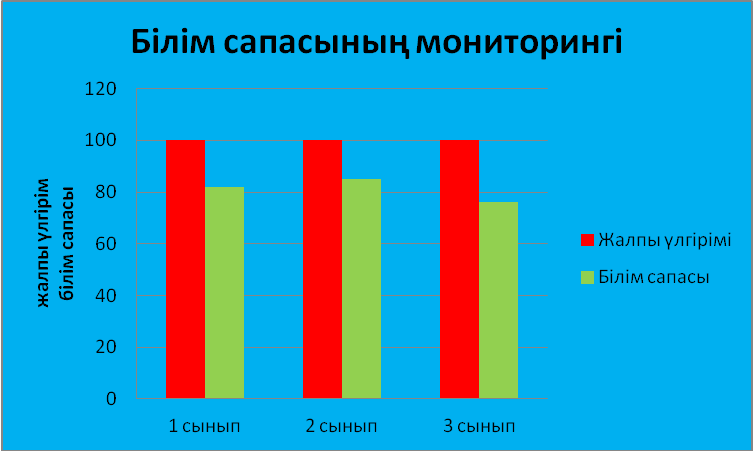 Білім сапасының мониторингі
120
100
80
60
40
20
0
жалпы үлгірім
білім сапасы
1 сынып
2 сынып
3 сынып
Жалпы үлгірімі
Білім сапасы